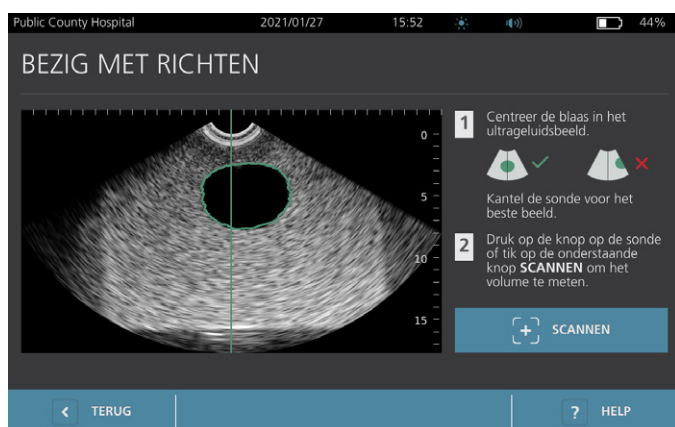 Public County Hospital 2021/01/27 15:52 44%
BEZIG MET RICHTEN
0
5
10
15
1 Centreer de blaas in het
ultrageluidsbeeld.
Kantel de sonde voor het
beste beeld.
2 Druk op de knop op de sonde
of tik op de onderstaande
knop SCANNEN om het
volume te meten.
SCANNEN
TERUG
? HELP